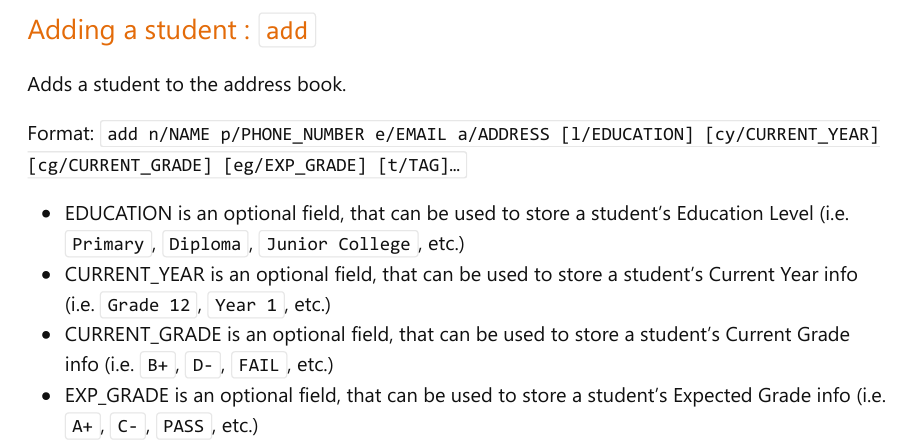 Adding a student : add
Adds a student to the address book.
Format: add n/NAME p/PHONE_NUMBER e/EMAIL a/ADDRESS [l/EDUCATION] [cy/CURRENT_YEAR]
[cg/CURRENT_GRADE] [eg/EXP_GRADE] [t/TAG]…
• EDUCATION is an optional field, that can be used to store a student’s Education Level (i.e.
Primary , Diploma , Junior College , etc.)
• CURRENT_YEAR is an optional field, that can be used to store a student’s Current Year info
(i.e. Grade 12 , Year 1 , etc.)
• CURRENT_GRADE is an optional field, that can be used to store a student’s Current Grade
info (i.e. B+ , D- , FAIL , etc.)
• EXP_GRADE is an optional field, that can be used to store a student’s Expected Grade info (i.e.
A+ , C- , PASS , etc.)